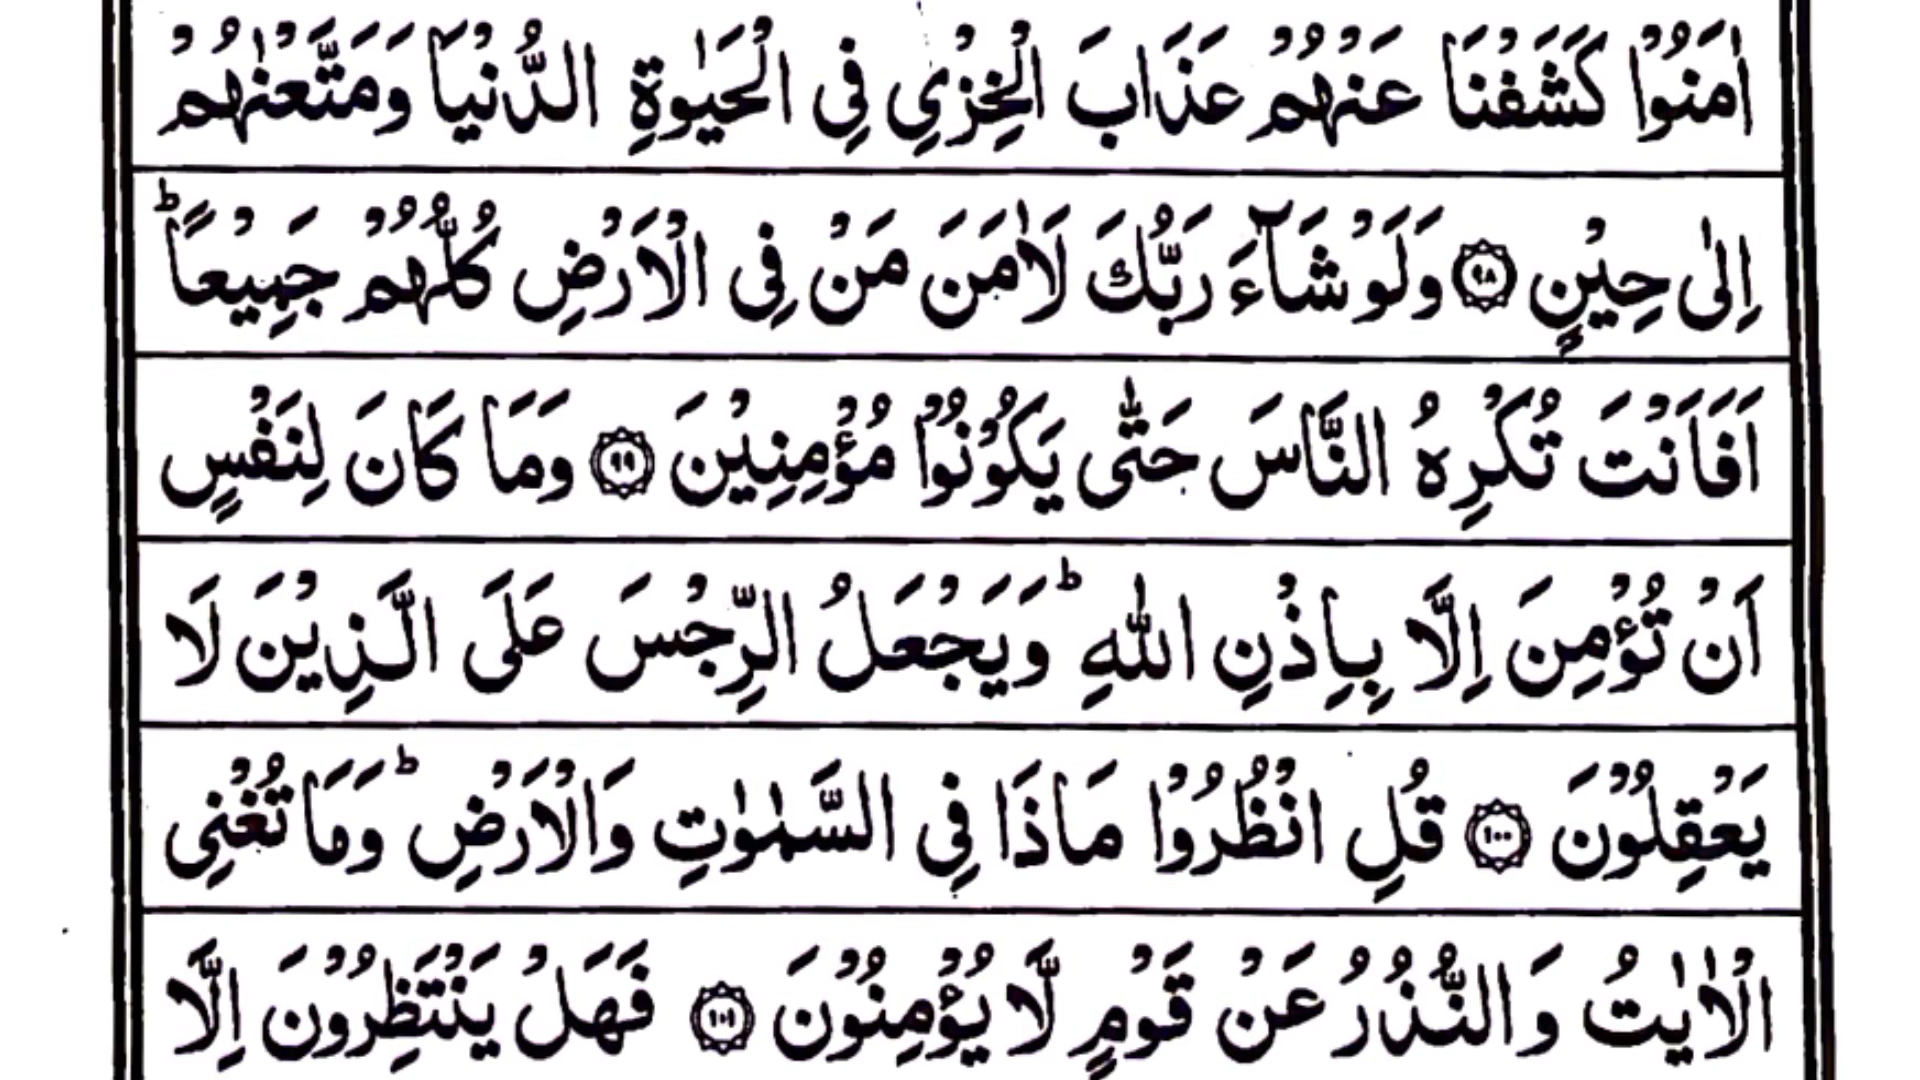 اٰمَنُوْا كَشَفْنَا عَنْهُمْ عَذَابَ الْخِزْيِ فِي الْحَيٰوةِ الدُّنْيَا وَمَتَّعْنٰهُمْ
اِلٰى حِيْنٍ ۝٩٨ وَلَوْ شَآءَ رَبُّكَ لَاٰمَنَ مَنْ فِى الْاَرْضِ كُلُّهُمْ جَمِيْعًاؕ
اَفَاَنْتَ تُكْرِهُ النَّاسَ حَتّٰى يَكُوْنُوْا مُؤْمِنِيْنَ ۝٩٩ وَمَا كَانَ لِنَفْسٍ
اَنْ تُؤْمِنَ اِلَّا بِاِذْنِ اللّٰهِؕ وَيَجْعَلُ الرِّجْسَ عَلَى الَّذِيْنَ لَا
يَعْقِلُوْنَ ۝١٠٠ قُلِ انْظُرُوْا مَاذَا فِى السَّمٰوٰتِ وَالْاَرْضِؕ وَمَا تُغْنِى
الْاٰيٰتُ وَالنُّذُرُ عَنْ قَوْمٍ لَّا يُؤْمِنُوْنَ ۝١٠١ فَهَلْ يَنْتَظِرُوْنَ اِلَّا